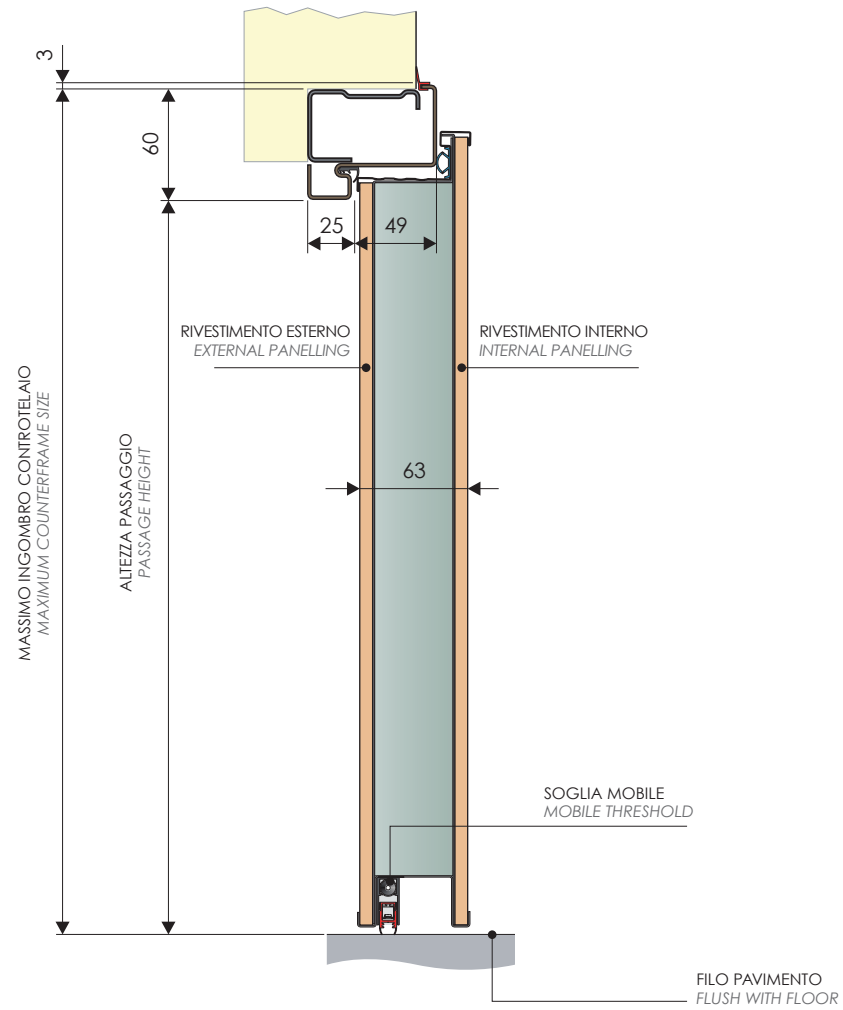 3
60
25
49
RIVESTIMENTO ESTERNO
EXTERNAL PANELLING
RIVESTIMENTO INTERNO
INTERNAL PANELLING
MASSIMO INGOMBRO CONTROTELAIO
MAXIMUM COUNTERFRAME SIZE
ALTEZZA PASSAGGIO
PASSAGE HEIGHT
63
SOGLIA MOBILE
MOBILE THRESHOLD
FILO PAVIMENTO
FLUSH WITH FLOOR